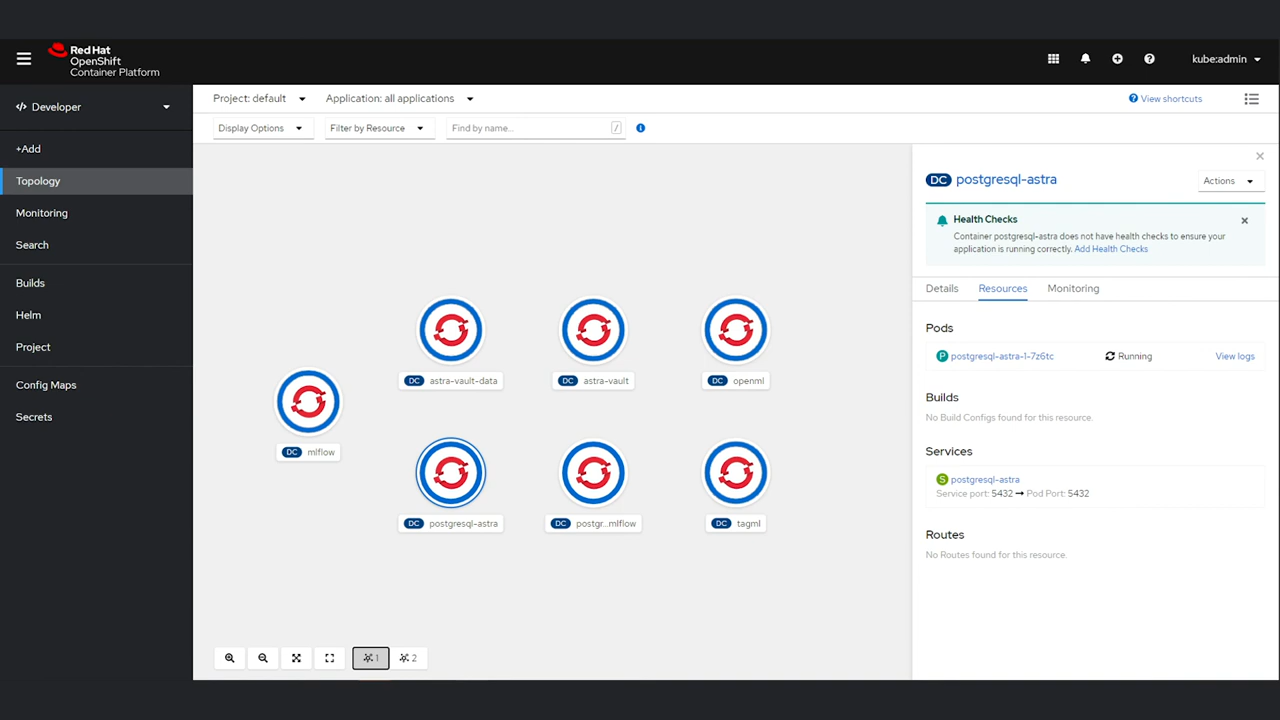 Red Hat
OpenShift
Container Platform
kube:admin
Developer
+Add
Topology
Monitoring
Search
Builds
Helm
Project
Config Maps
Secrets
Project: default
Application: all applications
View shortcuts
Display Options
Filter by Resource
Find by name...
/
DC astra-vault-data
DC astra-vault
DC openml
DC mlflow
DC postgresql-astra
DC postgr...mlflow
DC tagml
1
2
DC postgresql-astra
Actions
Health Checks
Container postgresql-astra does not have health checks to ensure your
application is running correctly. Add Health Checks
Details
Resources
Monitoring
Pods
P postgresql-astra-1-7z6tc
Running
View logs
Builds
No Build Configs found for this resource.
Services
S postgresql-astra
Service port: 5432 → Pod Port: 5432
Routes
No Routes found for this resource.